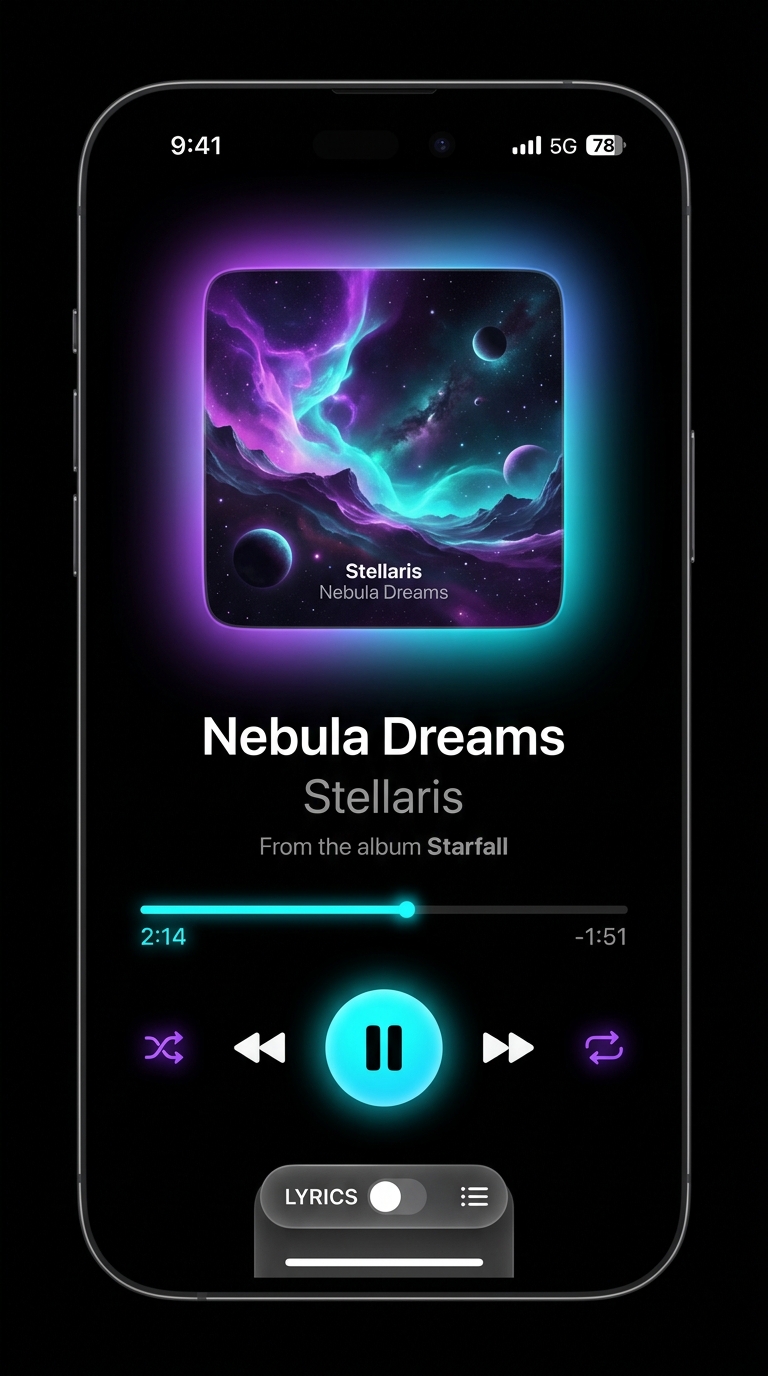 9:41 5G 78
Stellaris
Nebula Dreams
Nebula Dreams
Stellaris
From the album Starfall
2:14 -1:51
LYRICS